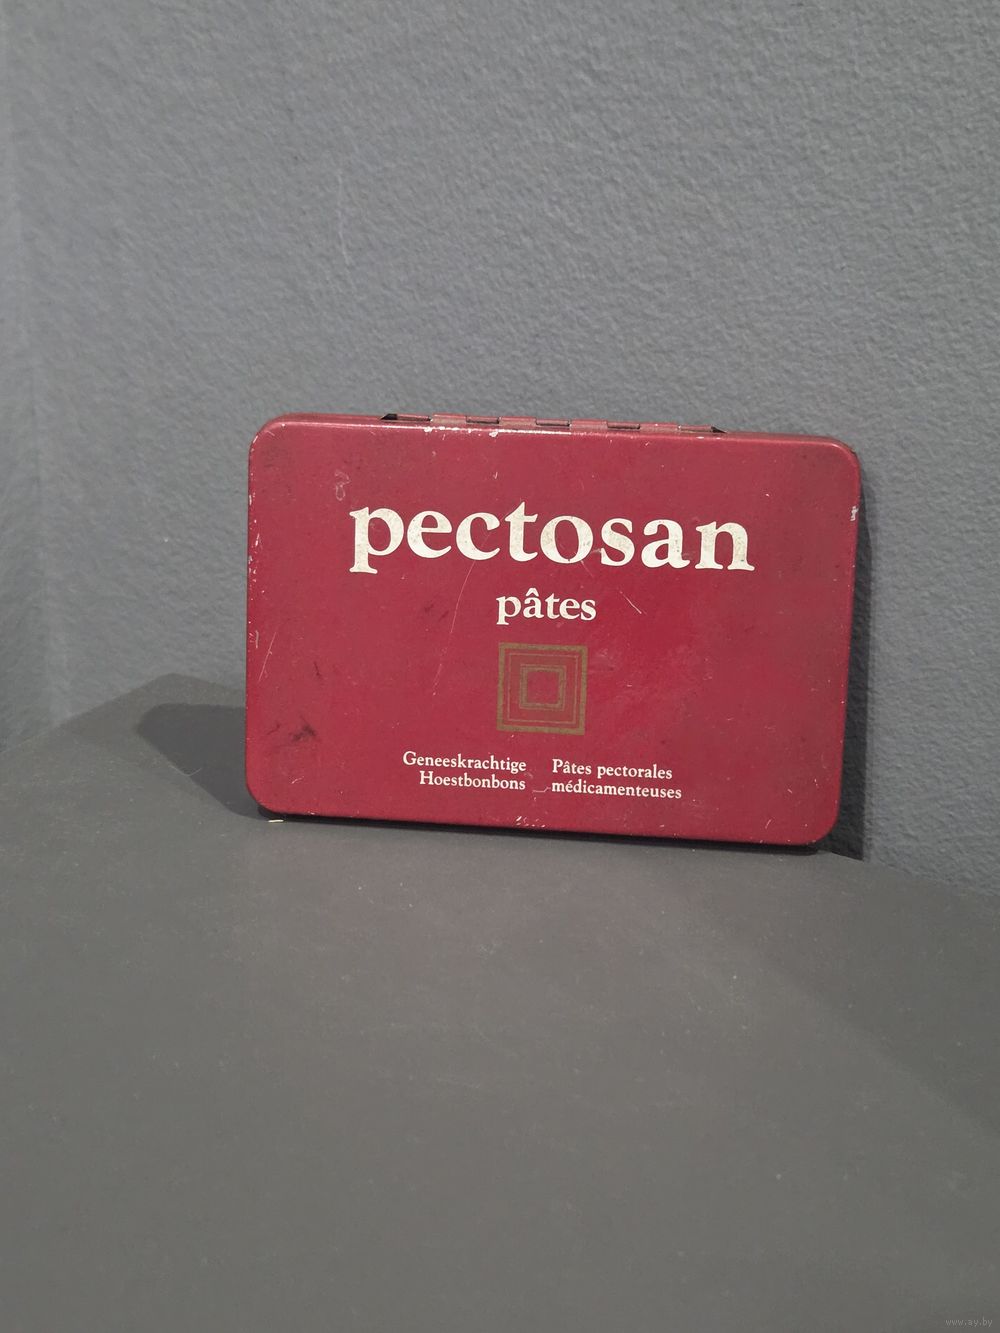 pectosan
pâtes
Geneeskrachtige
Hoestbonbons
Pâtes pectorales
médicamenteuses
www.ay.by